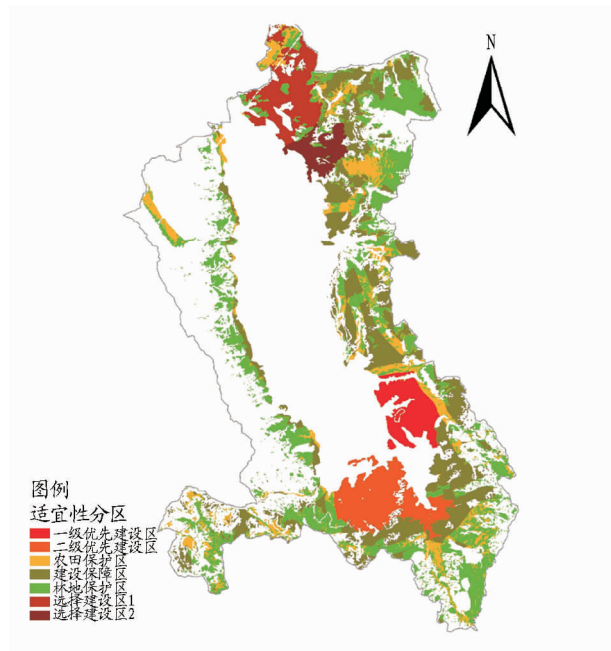 N
图例
适宜性分区
一级优先建设区
二级优先建设区
农田保护区
建设保障区
林地保护区
选择建设区1
选择建设区2